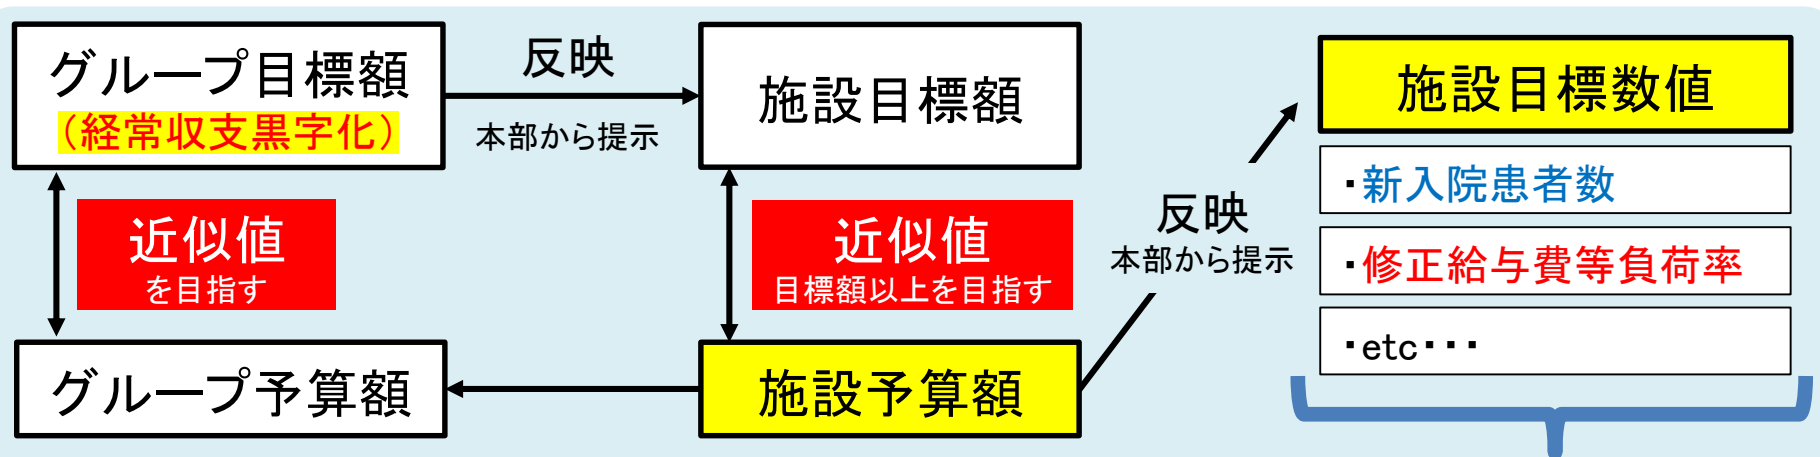 グループ目標額
（経常収支黒字化）
反映
本部から提示
施設目標額
近似値
を目指す
近似値
目標額以上を目指す
グループ予算額
施設予算額
反映
本部から提示
施設目標数値
・新入院患者数
・修正給与費等負荷率
・etc・・・